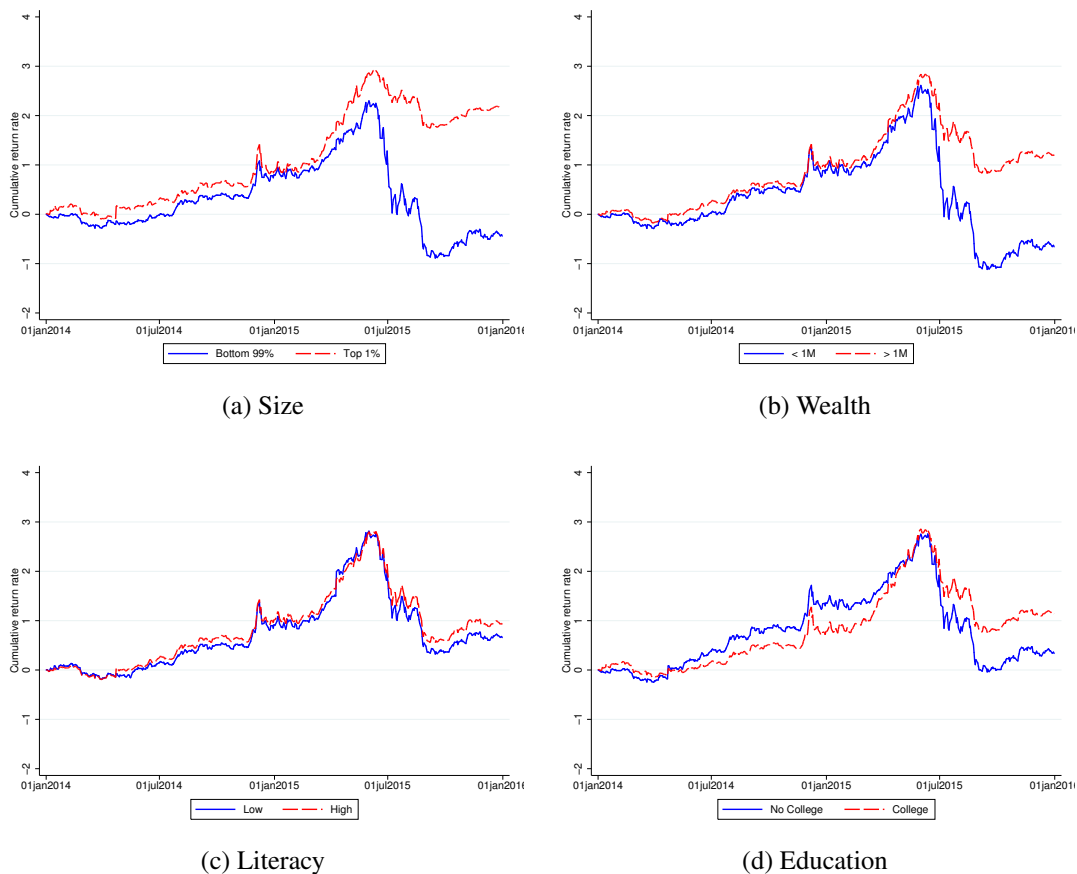 4
3
2
1
0
−1
−2
Cumulative return rate
01jan2014 01jul2014 01jan2015 01jul2015 01jan2016
Bottom 99% Top 1%
(a) Size
4
3
2
1
0
−1
−2
Cumulative return rate
01jan2014 01jul2014 01jan2015 01jul2015 01jan2016
< 1M > 1M
(b) Wealth
4
3
2
1
0
−1
−2
Cumulative return rate
01jan2014 01jul2014 01jan2015 01jul2015 01jan2016
Low High
(c) Literacy
4
3
2
1
0
−1
−2
Cumulative return rate
01jan2014 01jul2014 01jan2015 01jul2015 01jan2016
No College College
(d) Education